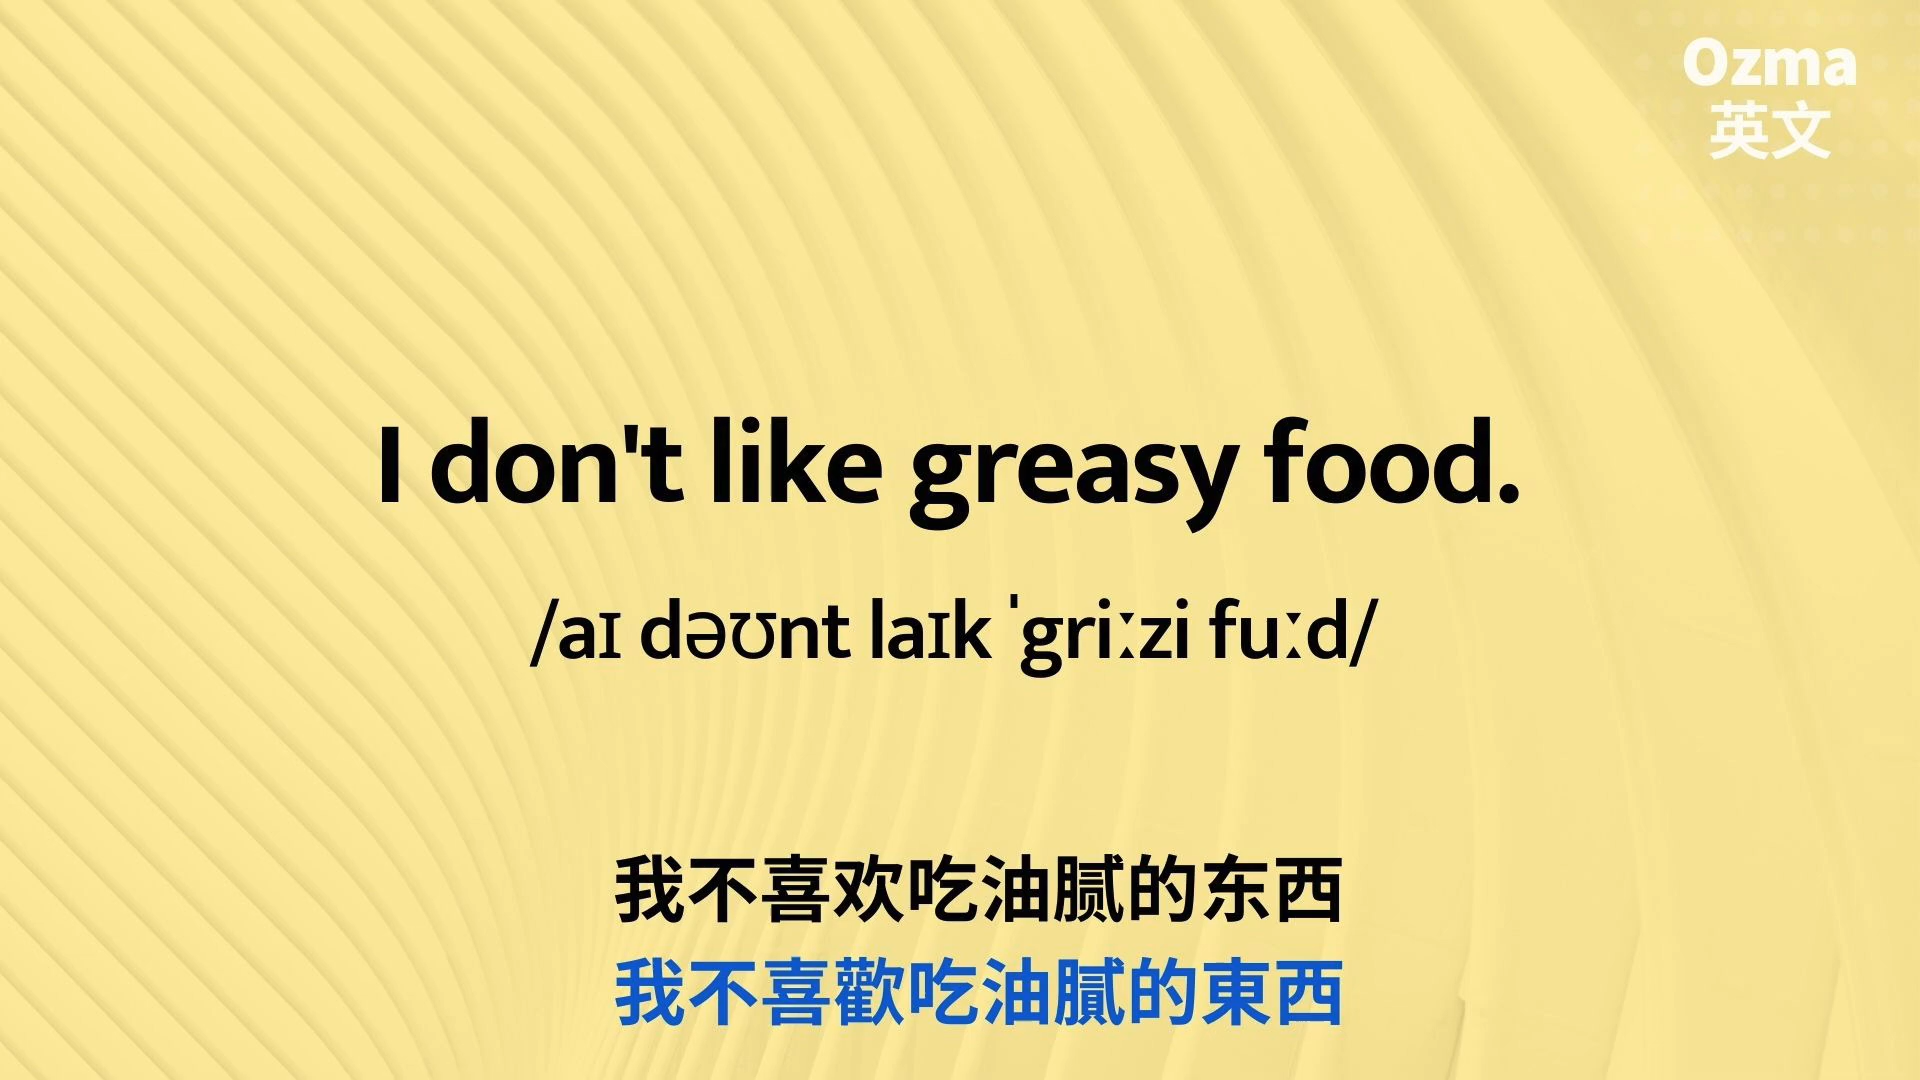 Ozma
英文
I don't like greasy food.
/aɪ dəʊnt laɪk ˈgriːzi fuːd/
我不喜欢吃油腻的东西
我不喜歡吃油膩的東西